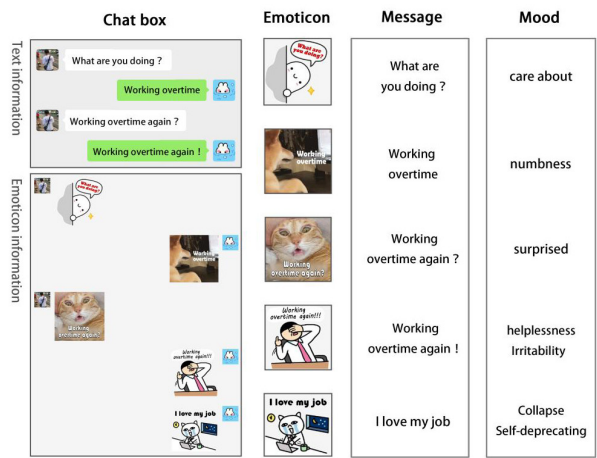 Chat box
Emoticon
Message
Mood
Text information
What are you doing ?
Working overtime
Working overtime again ?
Working overtime again !
Emoticon information
What are
you doing?
Working
overtime
Working
overtime again?
Working
overtime again!!!
I love my job
What are
you doing?
What are
you doing ?
care about
Working
overtime
Working
overtime
numbness
Working
overtime again?
Working
overtime again ?
surprised
Working
overtime again!!!
Working
overtime again !
helplessness
Irritability
I love my job
I love my job
Collapse
Self-deprecating